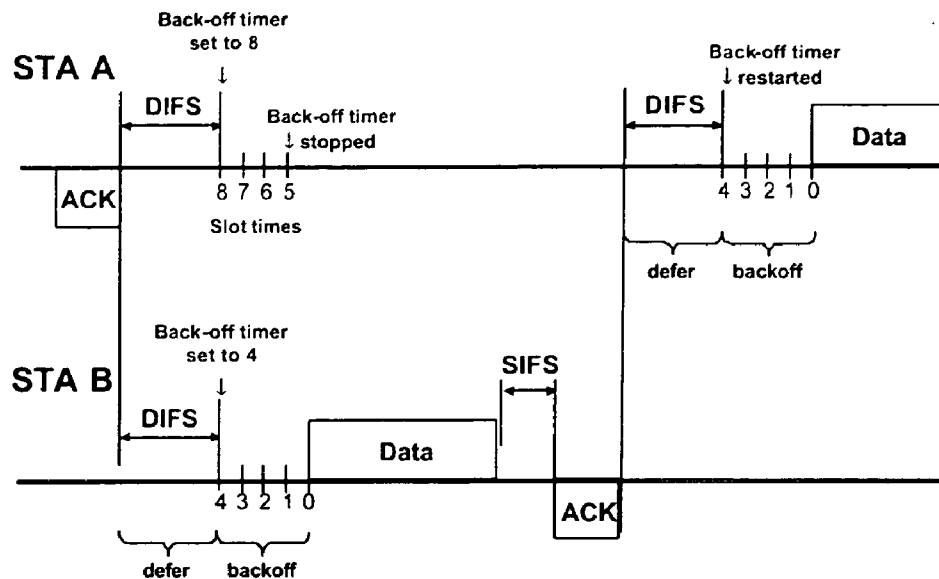 Back-off timer
set to 8
↓
STA A
DIFS
Back-off timer
↓ stopped
8 7 6 5
Slot times
ACK
Back-off timer
↓ restarted
DIFS
Data
4 3 2 1 0
defer
backoff
Back-off timer
set to 4
↓
STA B
DIFS
Data
SIFS
4 3 2 1 0
ACK
defer
backoff